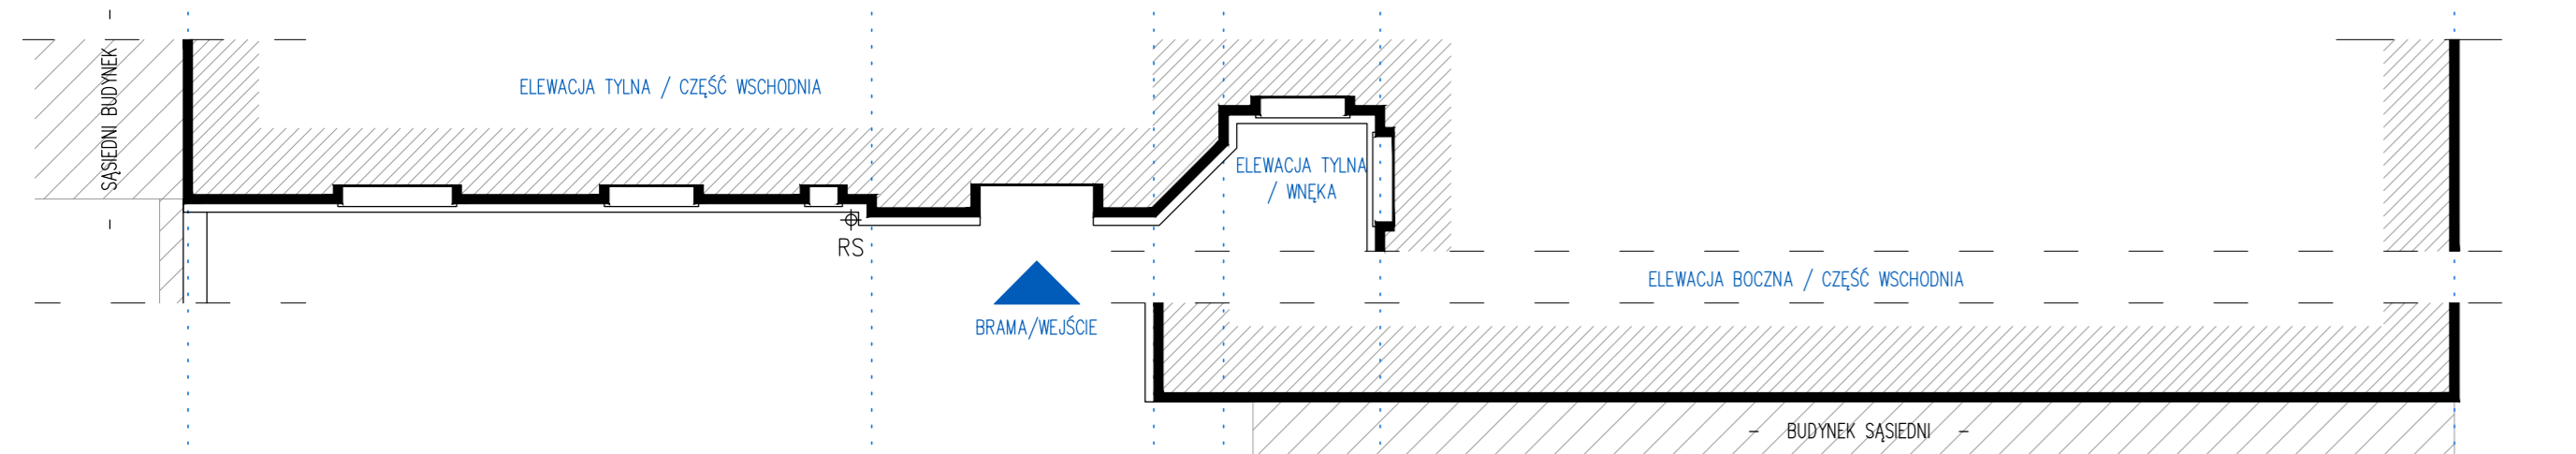 SĄSIEDNI BUDYNEK
ELEWACJA TYLNA / CZĘŚĆ WSCHODNIA
ELEWACJA TYLNA
/ WNĘKA
RS
ELEWACJA BOCZNA / CZĘŚĆ WSCHODNIA
BRAMA/WEJŚCIE
- BUDYNEK SĄSIEDNI -